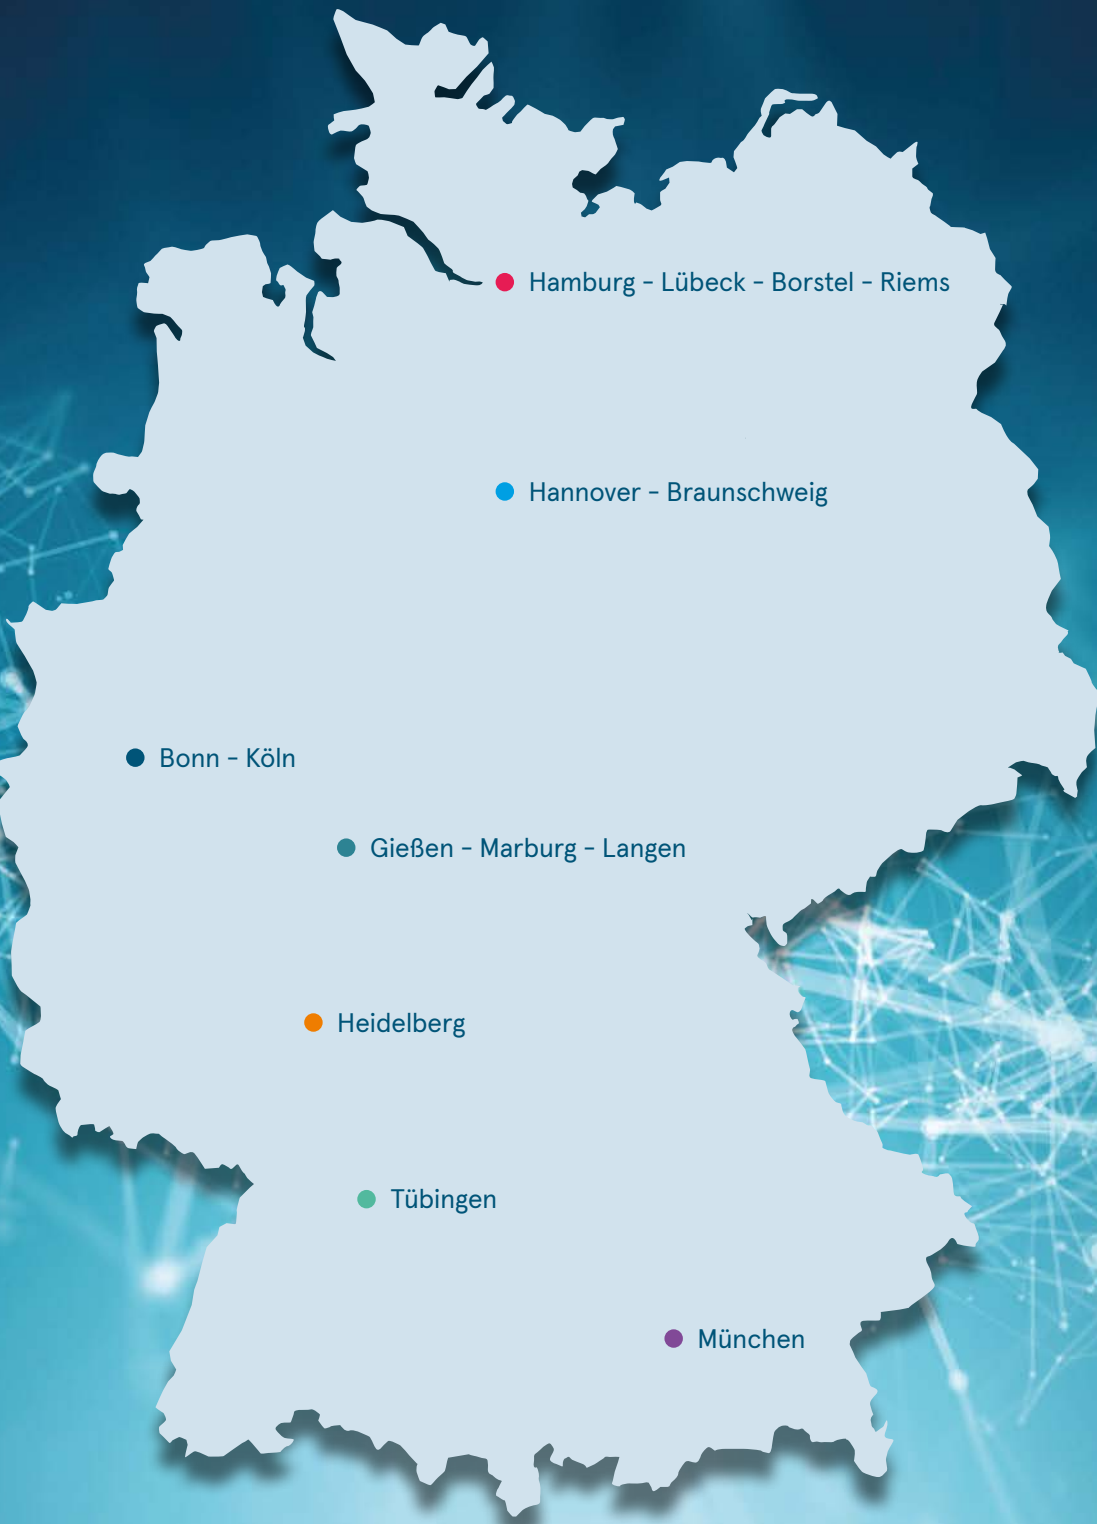 Hamburg - Lübeck - Borstel - Riems
Hannover - Braunschweig
Bonn - Köln
Gießen - Marburg - Langen
Heidelberg
Tübingen
München